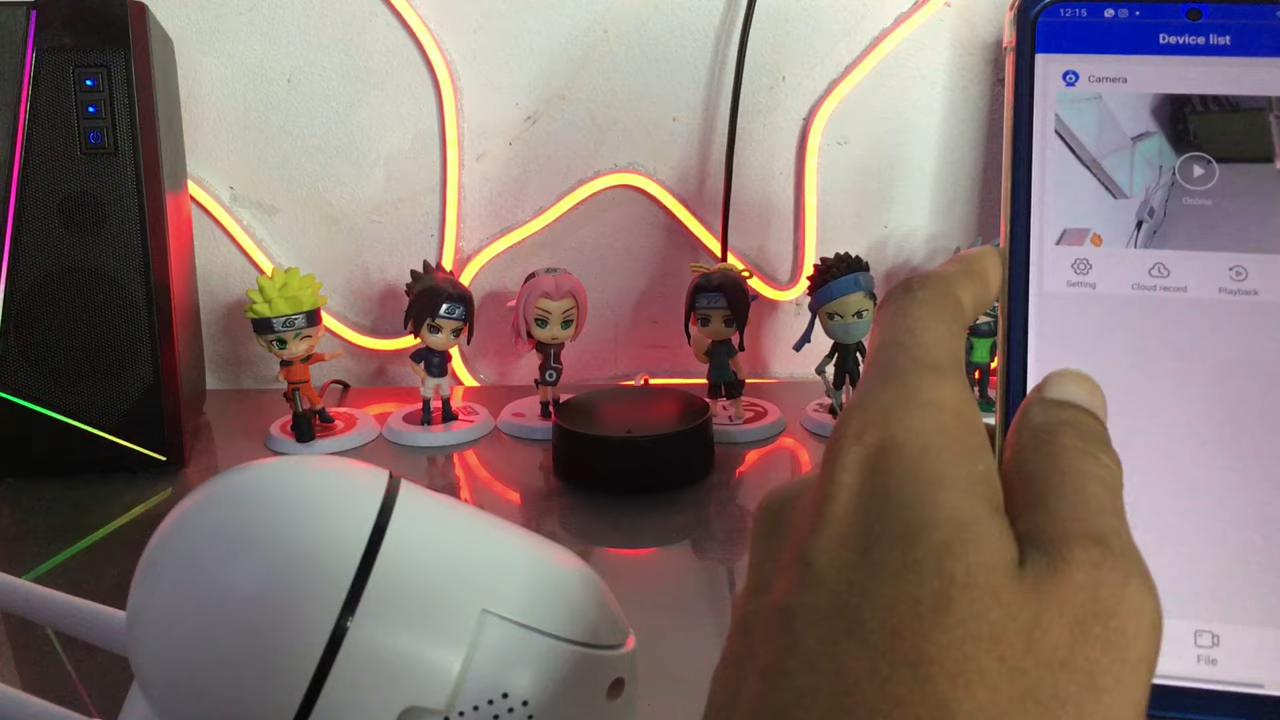 12:15
Device list
Camera
Online
Setting
Cloud record
Playback
File